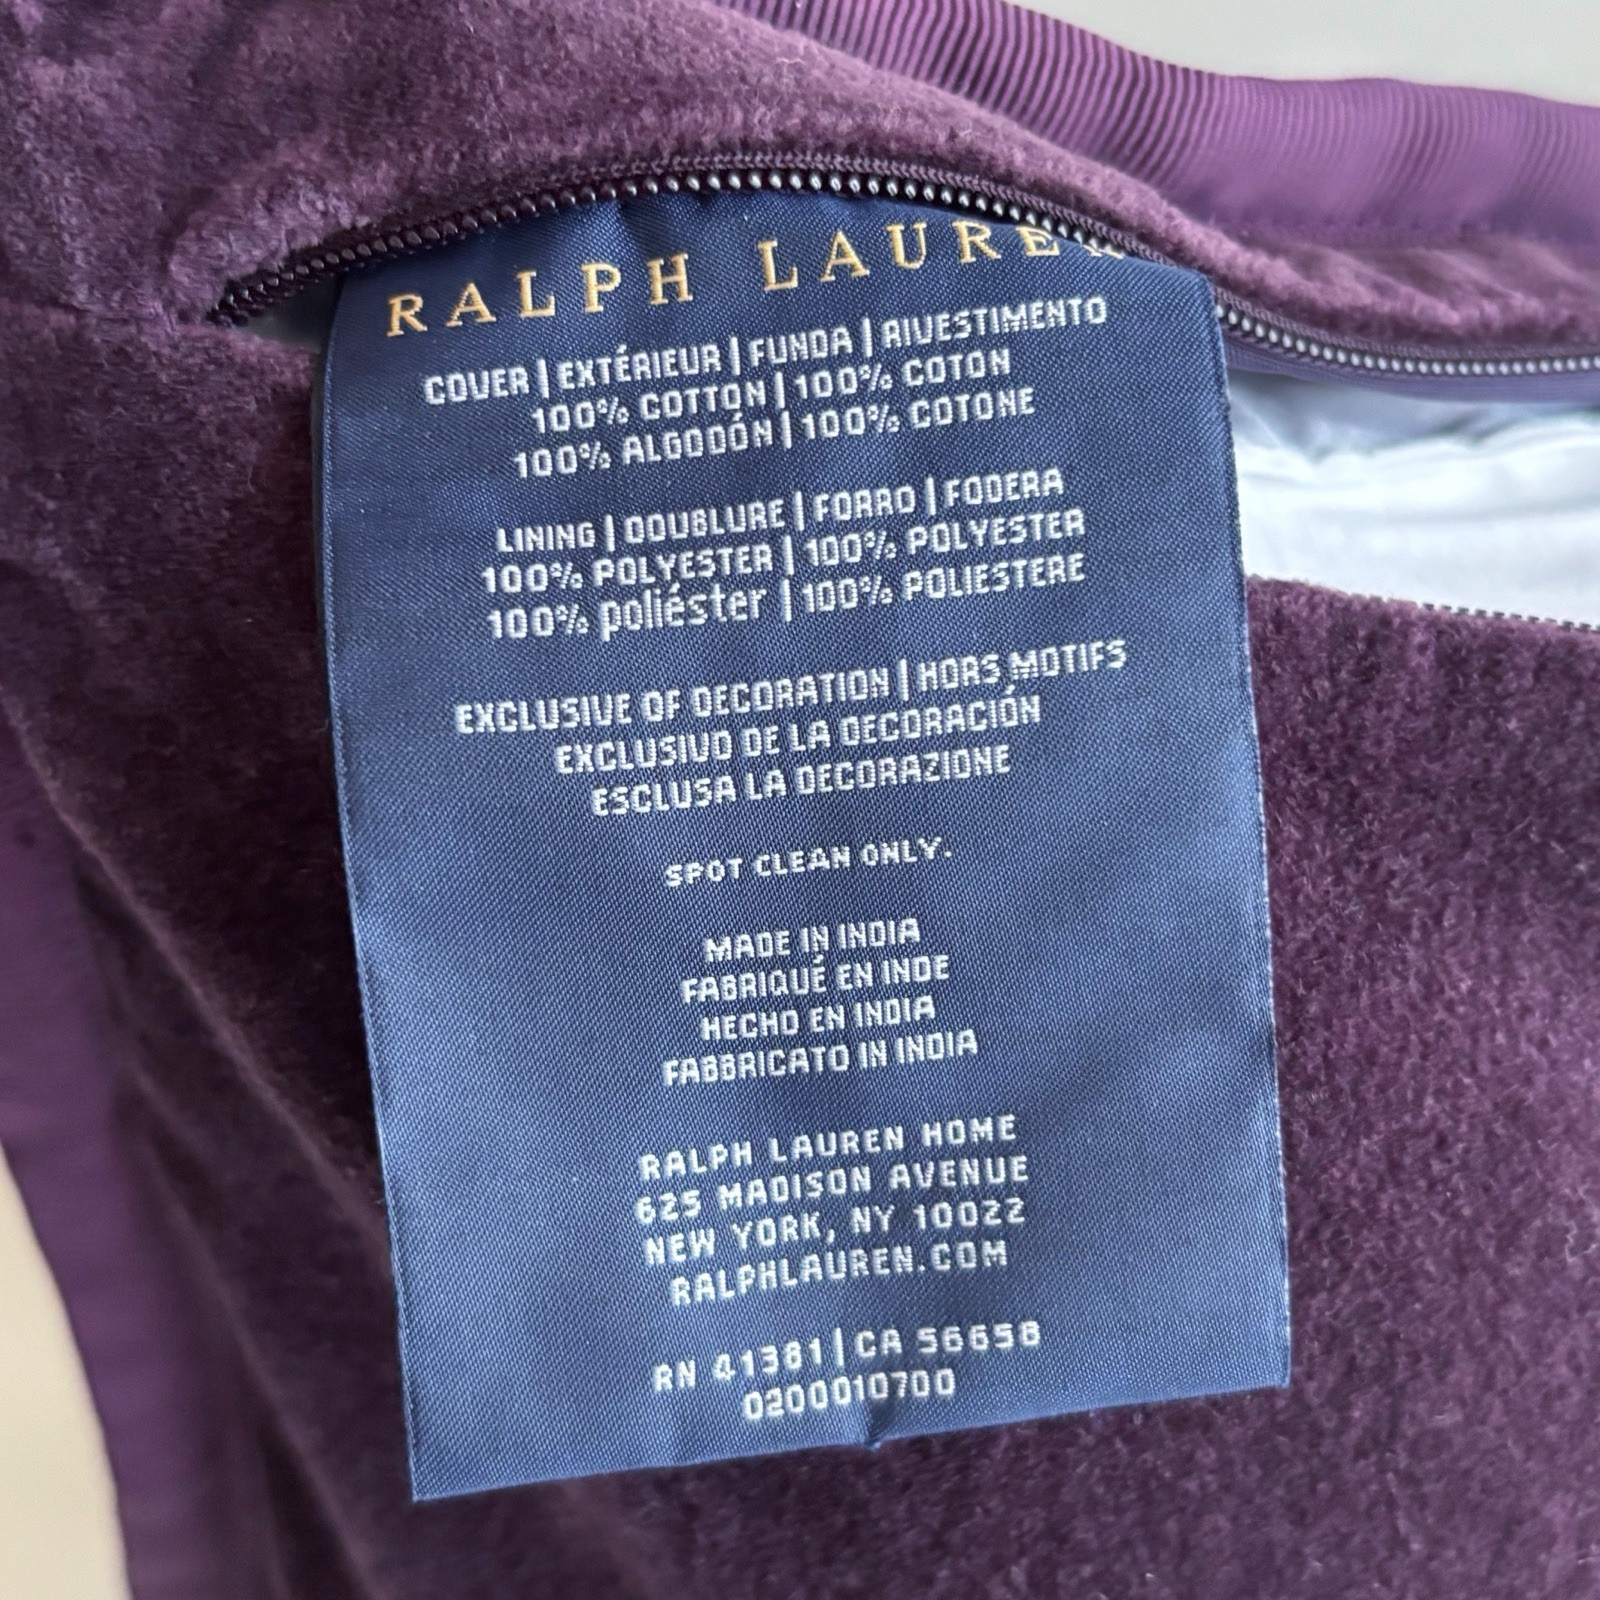 RALPH LAUREN
COVER | EXTÉRIEUR | FUNDA | RIVESTIMENTO
100% COTTON | 100% COTON
100% ALGODÓN | 100% COTONE
LINING | DOUBLURE | FORRO | FODERA
100% POLYESTER | 100% POLYESTER
100% poliéster | 100% POLIESTERE
EXCLUSIVE OF DECORATION | HORS MOTIFS
EXCLUSIVO DE LA DECORACIÓN
ESCLUSA LA DECORAZIONE
SPOT CLEAN ONLY.
MADE IN INDIA
FABRIQUÉ EN INDE
HECHO EN INDIA
FABBRICATO IN INDIA
RALPH LAUREN HOME
625 MADISON AVENUE
NEW YORK, NY 10022
RALPHLAUREN.COM
RN 41381 | CA 56658
0200010700